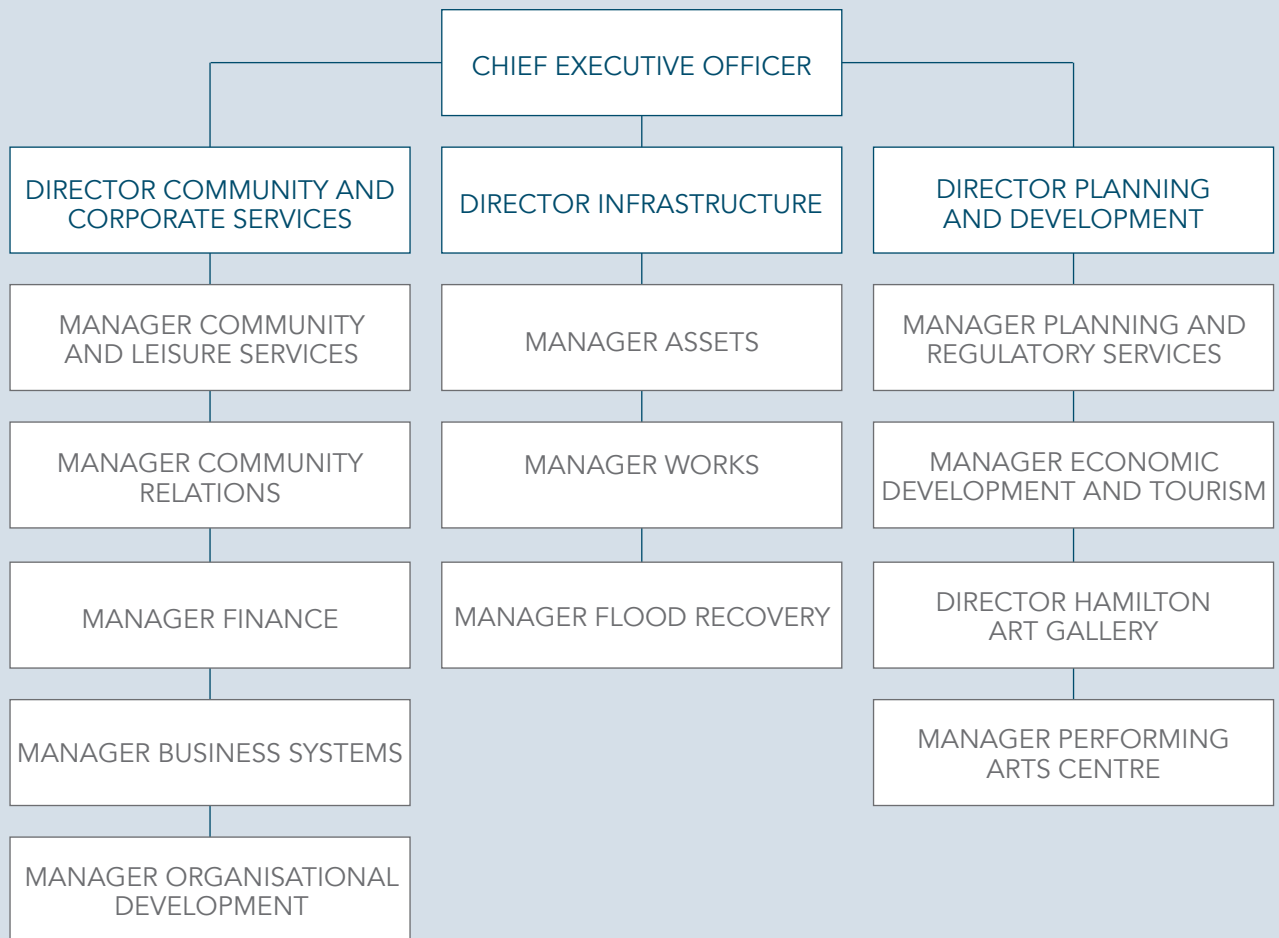 CHIEF EXECUTIVE OFFICER
DIRECTOR COMMUNITY AND
CORPORATE SERVICES
DIRECTOR INFRASTRUCTURE
DIRECTOR PLANNING
AND DEVELOPMENT
MANAGER COMMUNITY
AND LEISURE SERVICES
MANAGER ASSETS
MANAGER PLANNING AND
REGULATORY SERVICES
MANAGER COMMUNITY
RELATIONS
MANAGER WORKS
MANAGER ECONOMIC
DEVELOPMENT AND TOURISM
MANAGER FINANCE
MANAGER FLOOD RECOVERY
DIRECTOR HAMILTON
ART GALLERY
MANAGER BUSINESS SYSTEMS
MANAGER PERFORMING
ARTS CENTRE
MANAGER ORGANISATIONAL
DEVELOPMENT